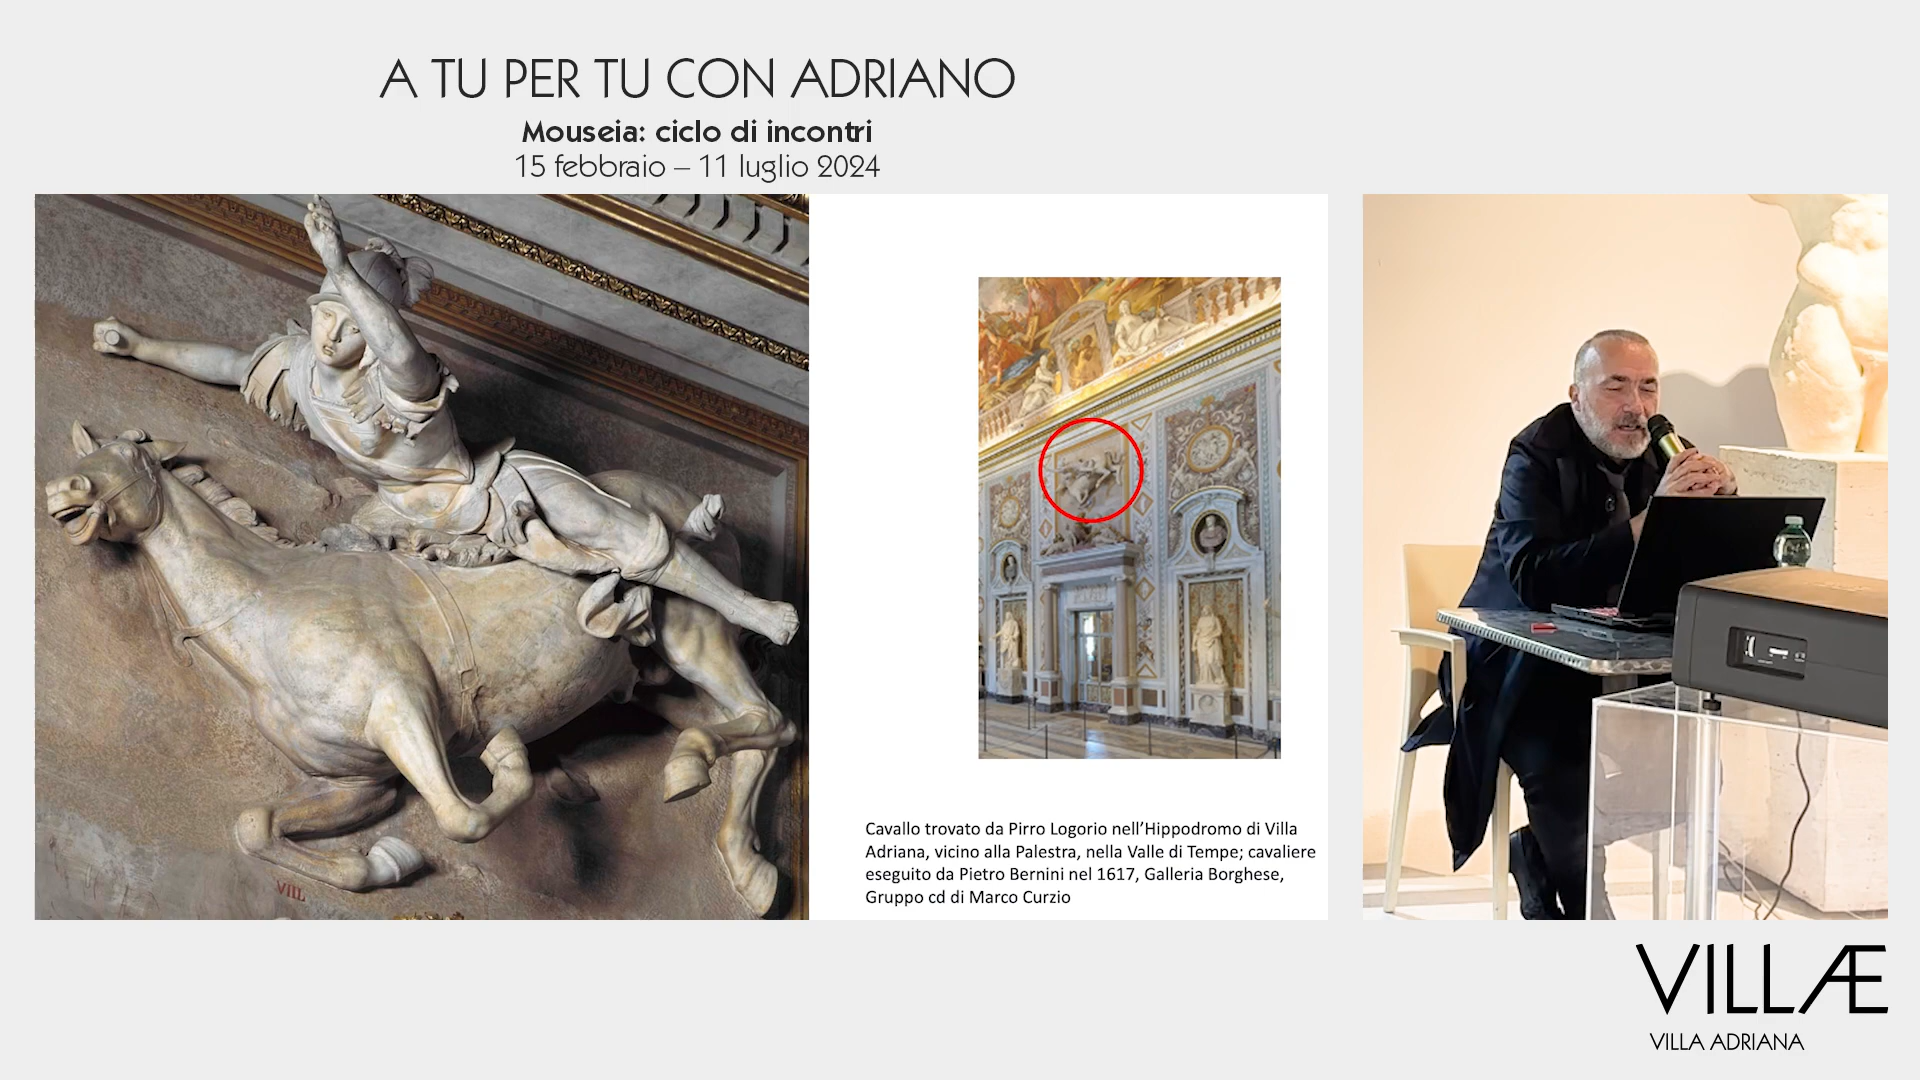 A TU PER TU CON ADRIANO
Mouseia: ciclo di incontri
15 febbraio – 11 luglio 2024
VIII.
Cavallo trovato da Pirro Logorio nell’Hippodromo di Villa
Adriana, vicino alla Palestra, nella Valle di Tempe; cavaliere
eseguito da Pietro Bernini nel 1617, Galleria Borghese,
Gruppo cd di Marco Curzio
VILLÆ
VILLA ADRIANA